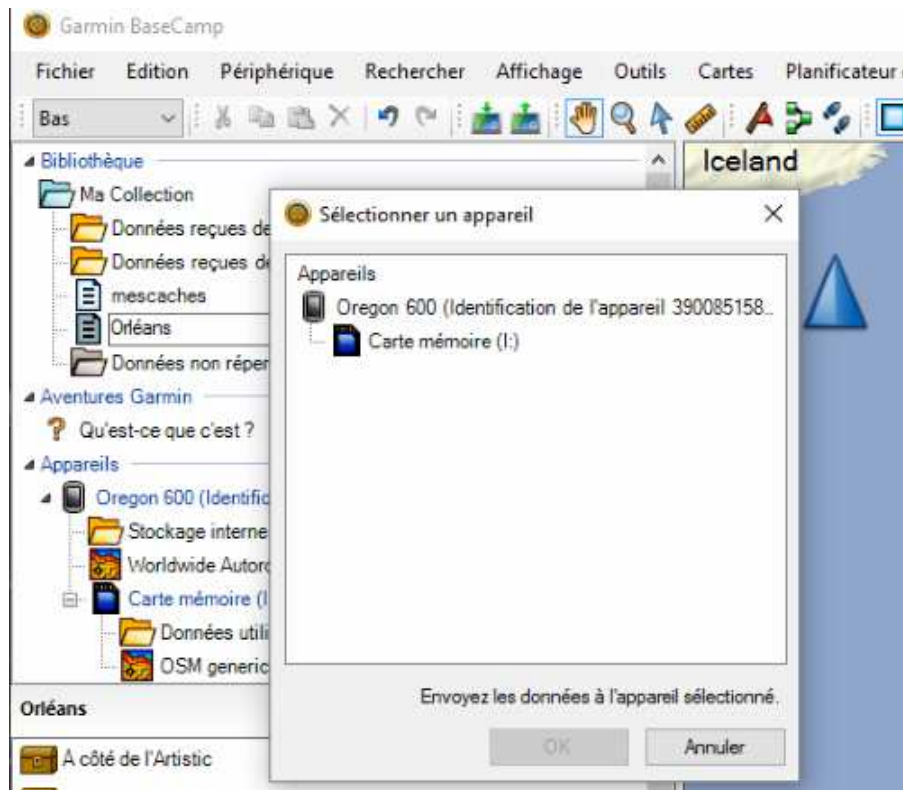 Garmin BaseCamp
Fichier Edition Périphérique Rechercher Affichage Outils Cartes Planificateur
Bas
Bibliothèque
Ma Collection
Données reçues de
Données reçues de
mescaches
Orléans
Données non réper
Aventures Garmin
Qu'est-ce que c'est ?
Appareils
Oregon 600 (Identific
Stockage interne
Worldwide Autoro
Carte mémoire (I
Données utili
OSM generic
Orléans
A côté de l'Artistic
Iceland
Sélectionner un appareil
Appareils
Oregon 600 (Identification de l'appareil 390085158...
Carte mémoire (I:)
Envoyez les données à l'appareil sélectionné.
OK Annuler